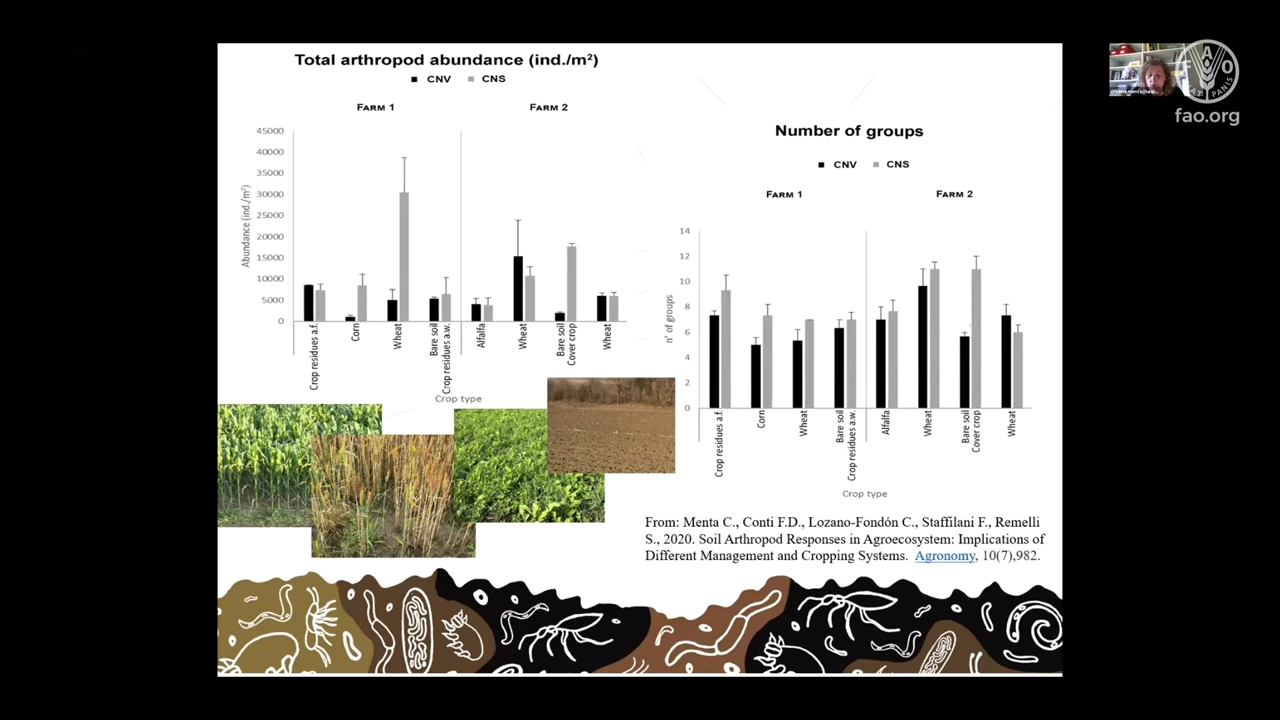 Total arthropod abundance (ind./m²)
CNV CNS
FARM 1 FARM 2
45000
40000
35000
30000
25000
20000
15000
10000
5000
0
Abundance (ind./m²)
Crop residues a.f.
Corn
Wheat
Bare soil
Crop residues a.w.
Alfalfa
Wheat
Bare soil
Cover crop
Wheat
Crop type
Number of groups
CNV CNS
FARM 1 FARM 2
14
12
10
8
6
4
2
0
n° of groups
Crop residues a.f.
Corn
Wheat
Bare soil
Crop residues a.w.
Alfalfa
Wheat
Bare soil
Cover crop
Wheat
Crop type
From: Menta C., Conti F.D., Lozano-Fondón C., Staffilani F., Remelli
S., 2020. Soil Arthropod Responses in Agroecosystem: Implications of
Different Management and Cropping Systems. Agronomy, 10(7),982.
F A O
PANIS
fao.org